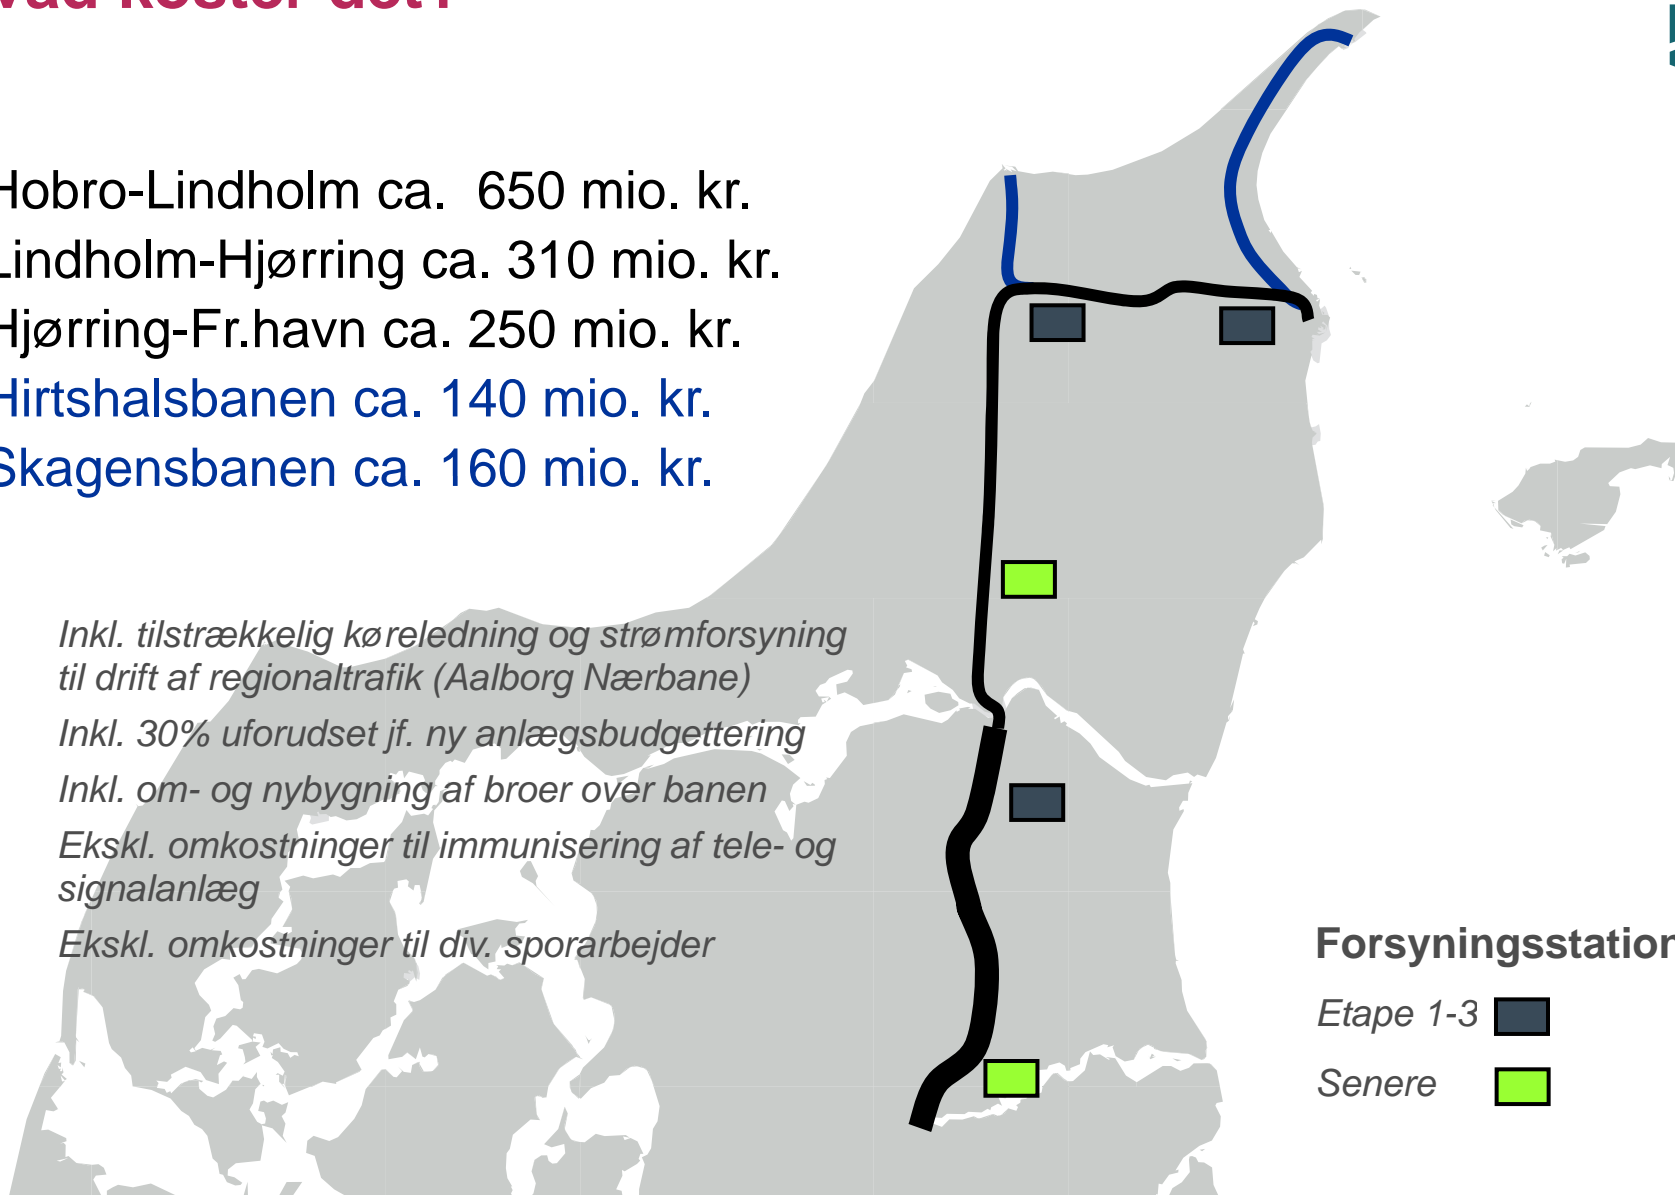 vad koster det?
Hobro-Lindholm ca. 650 mio. kr.
Lindholm-Hjørring ca. 310 mio. kr.
Hjørring-Fr.havn ca. 250 mio. kr.
Hirtshalsbanen ca. 140 mio. kr.
Skagensbanen ca. 160 mio. kr.
Inkl. tilstrækkelig køreledning og strømforsyning
til drift af regionaltrafik (Aalborg Nærbane)
Inkl. 30% uforudset jf. ny anlægsbudgettering
Inkl. om- og nybygning af broer over banen
Ekskl. omkostninger til immunisering af tele- og
signalanlæg
Ekskl. omkostninger til div. sporarbejder
Forsyningsstation
Etape 1-3
Senere